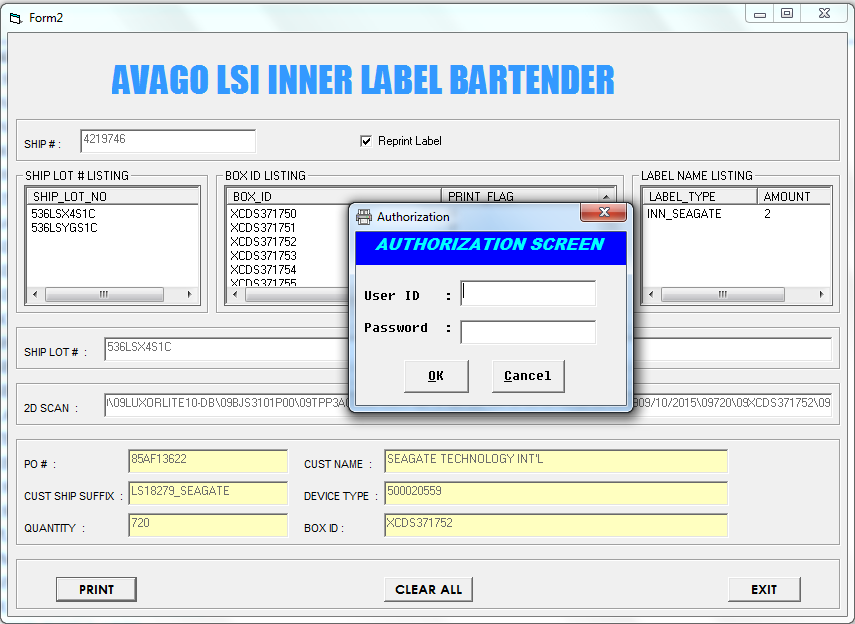 Form2
AVAGO LSI INNER LABEL BARTENDER
SHIP # :
4219746
Reprint Label
SHIP LOT # LISTING
SHIP_LOT_NO
536LSX4S1C
536LSYGS1C
BOX ID LISTING
BOX_ID PRINT_FLAG
XCDS371750
XCDS371751
XCDS371752
XCDS371753
XCDS371754
XCDS371755
LABEL NAME LISTING
LABEL_TYPE AMOUNT
INN_SEAGATE 2
Authorization
AUTHORIZATION SCREEN
User ID :
Password :
OK Cancel
SHIP LOT # :
536LSX4S1C
2D SCAN :
\09LUXORLITE10-DB\09BJS3101P00\09TPP3A 09/10/2015\09720\09XCDS371752\09
PO # :
85AF13622
CUST NAME :
SEAGATE TECHNOLOGY INT'L
CUST SHIP SUFFIX :
LS18279_SEAGATE
DEVICE TYPE :
500020559
QUANTITY :
720
BOX ID :
XCDS371752
PRINT CLEAR ALL EXIT